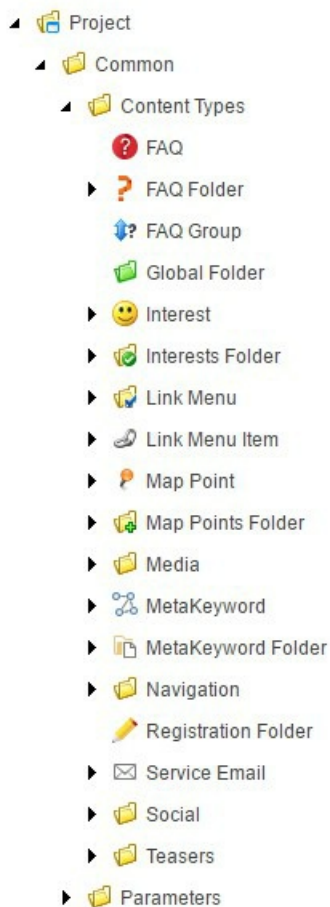 Project
Common
Content Types
FAQ
FAQ Folder
FAQ Group
Global Folder
Interest
Interests Folder
Link Menu
Link Menu Item
Map Point
Map Points Folder
Media
MetaKeyword
MetaKeyword Folder
Navigation
Registration Folder
Service Email
Social
Teasers
Parameters